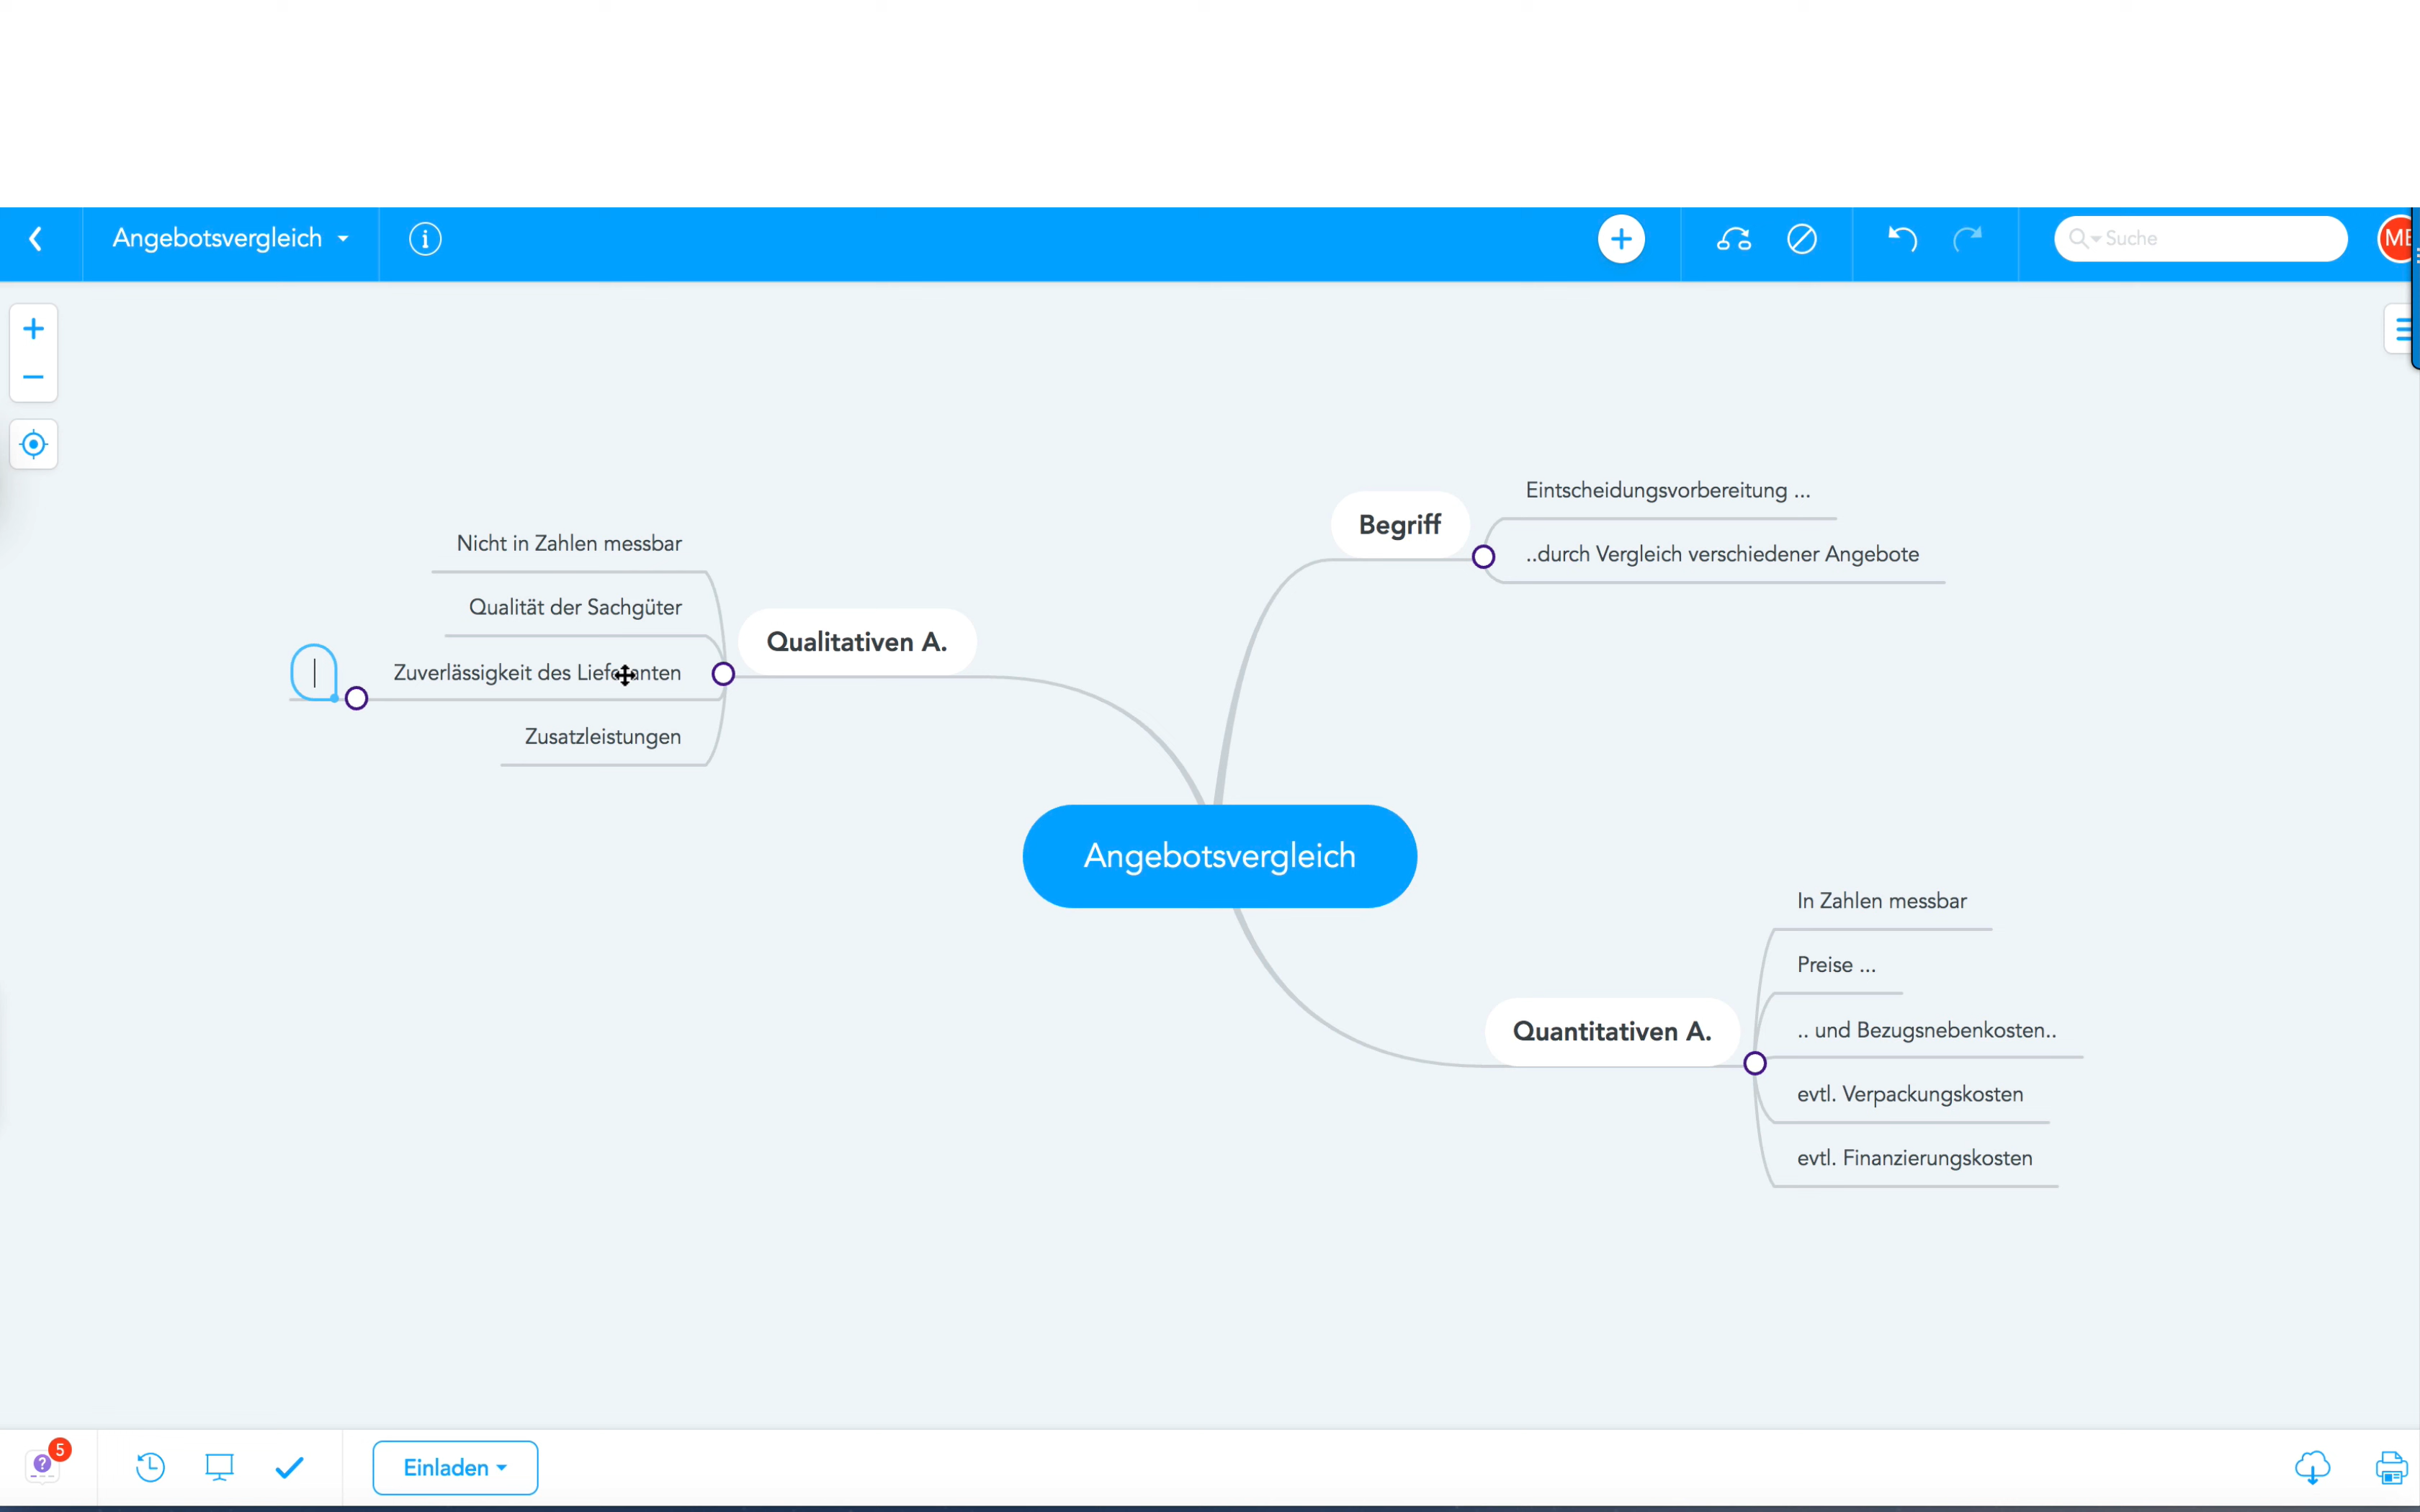 Angebotsvergleich
Suche
ME
Eintscheidungsvorbereitung ...
Begriff
..durch Vergleich verschiedener Angebote
Nicht in Zahlen messbar
Qualität der Sachgüter
Qualitativen A.
Zuverlässigkeit des Lieferanten
Zusatzleistungen
Angebotsvergleich
In Zahlen messbar
Preise ...
Quantitativen A.
.. und Bezugsnebenkosten..
evtl. Verpackungskosten
evtl. Finanzierungskosten
5
Einladen